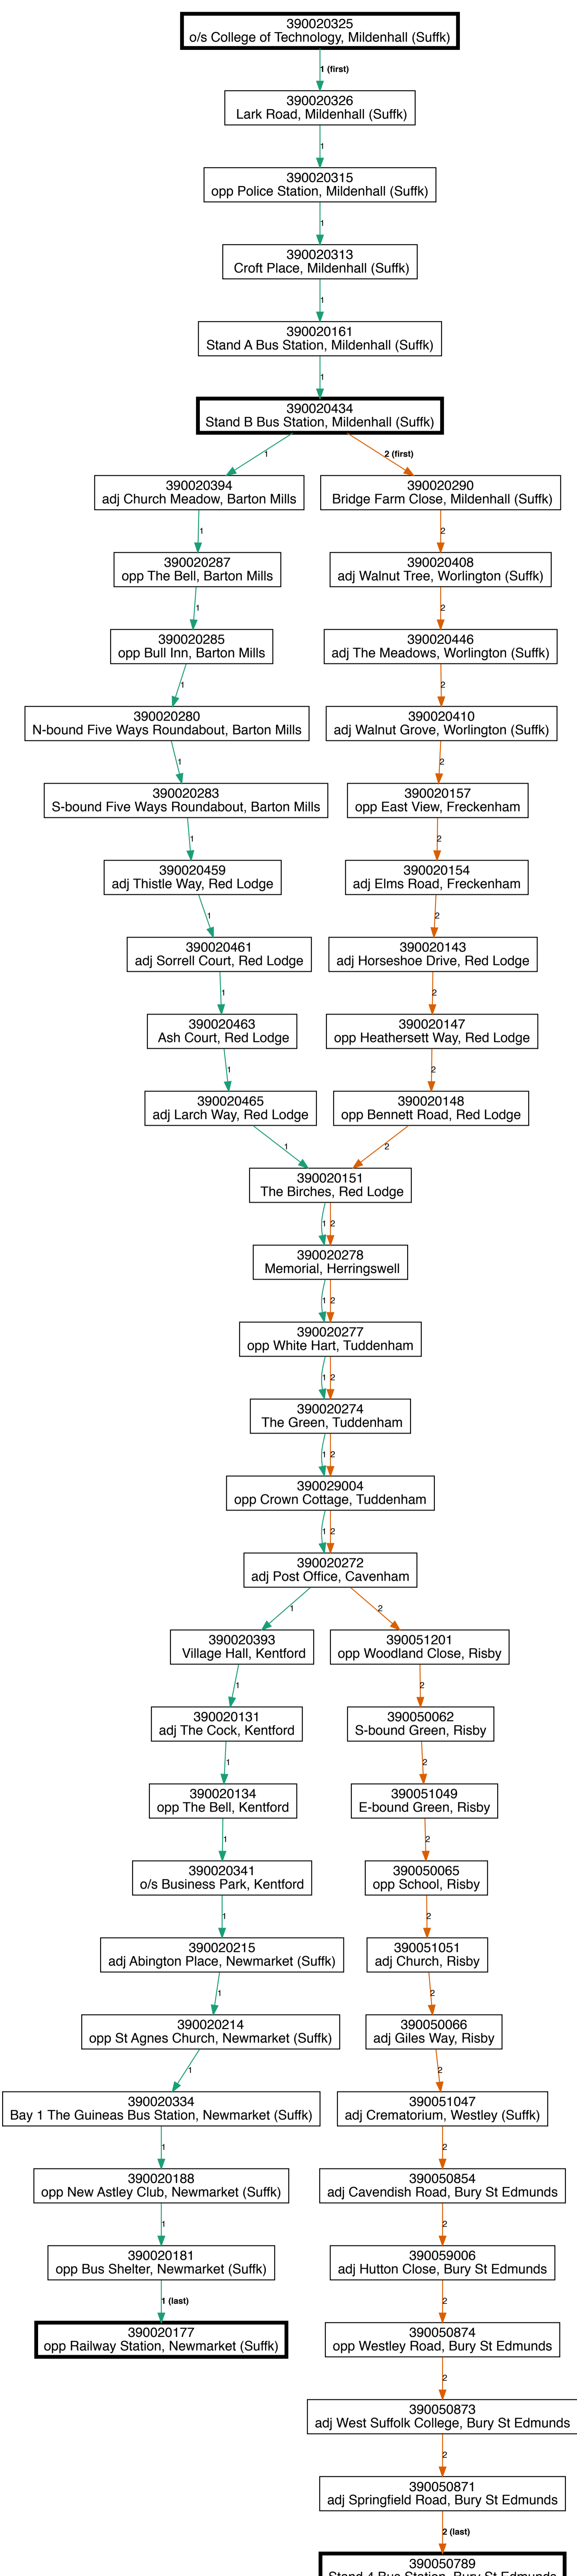 390020325
o/s College of Technology, Mildenhall (Suffk)
1 (first)
390020326
Lark Road, Mildenhall (Suffk)
1
390020315
opp Police Station, Mildenhall (Suffk)
1
390020313
Croft Place, Mildenhall (Suffk)
1
390020161
Stand A Bus Station, Mildenhall (Suffk)
1
390020434
Stand B Bus Station, Mildenhall (Suffk)
1
2 (first)
390020394
adj Church Meadow, Barton Mills
390020290
Bridge Farm Close, Mildenhall (Suffk)
1
2
390020287
opp The Bell, Barton Mills
390020408
adj Walnut Tree, Worlington (Suffk)
1
2
390020285
opp Bull Inn, Barton Mills
390020446
adj The Meadows, Worlington (Suffk)
1
2
390020280
N-bound Five Ways Roundabout, Barton Mills
390020410
adj Walnut Grove, Worlington (Suffk)
1
2
390020283
S-bound Five Ways Roundabout, Barton Mills
390020157
opp East View, Freckenham
1
2
390020459
adj Thistle Way, Red Lodge
390020154
adj Elms Road, Freckenham
1
2
390020461
adj Sorrell Court, Red Lodge
390020143
adj Horseshoe Drive, Red Lodge
1
2
390020463
Ash Court, Red Lodge
390020147
opp Heathersett Way, Red Lodge
1
2
390020465
adj Larch Way, Red Lodge
390020148
opp Bennett Road, Red Lodge
1
2
390020151
The Birches, Red Lodge
1 2
390020278
Memorial, Herringswell
1 2
390020277
opp White Hart, Tuddenham
1 2
390020274
The Green, Tuddenham
1 2
390029004
opp Crown Cottage, Tuddenham
1 2
390020272
adj Post Office, Cavenham
1
2
390020393
Village Hall, Kentford
390051201
opp Woodland Close, Risby
1
2
390020131
adj The Cock, Kentford
390050062
S-bound Green, Risby
1
2
390020134
opp The Bell, Kentford
390051049
E-bound Green, Risby
1
2
390020341
o/s Business Park, Kentford
390050065
opp School, Risby
1
2
390020215
adj Abington Place, Newmarket (Suffk)
390051051
adj Church, Risby
1
2
390020214
opp St Agnes Church, Newmarket (Suffk)
390050066
adj Giles Way, Risby
1
2
390020334
Bay 1 The Guineas Bus Station, Newmarket (Suffk)
390051047
adj Crematorium, Westley (Suffk)
1
2
390020188
opp New Astley Club, Newmarket (Suffk)
390050854
adj Cavendish Road, Bury St Edmunds
1
2
390020181
opp Bus Shelter, Newmarket (Suffk)
390059006
adj Hutton Close, Bury St Edmunds
1 (last)
2
390020177
opp Railway Station, Newmarket (Suffk)
390050874
opp Westley Road, Bury St Edmunds
2
390050873
adj West Suffolk College, Bury St Edmunds
2
390050871
adj Springfield Road, Bury St Edmunds
2 (last)
390050789
Stand 4 Bus Station, Bury St Edmunds